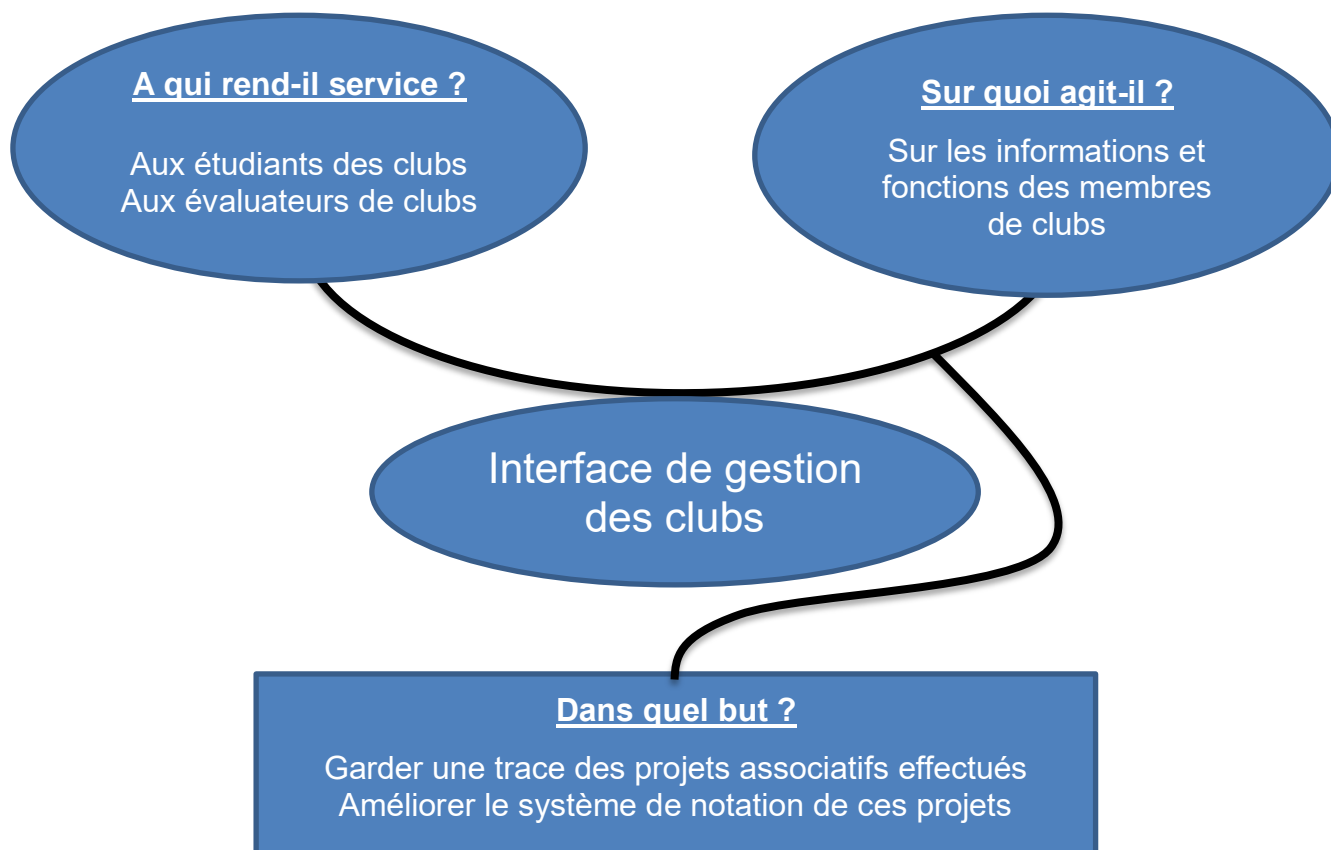 A qui rend-il service ?
Aux étudiants des clubs
Aux évaluateurs de clubs
Sur quoi agit-il ?
Sur les informations et
fonctions des membres
de clubs
Interface de gestion
des clubs
Dans quel but ?
Garder une trace des projets associatifs effectués
Améliorer le système de notation de ces projets